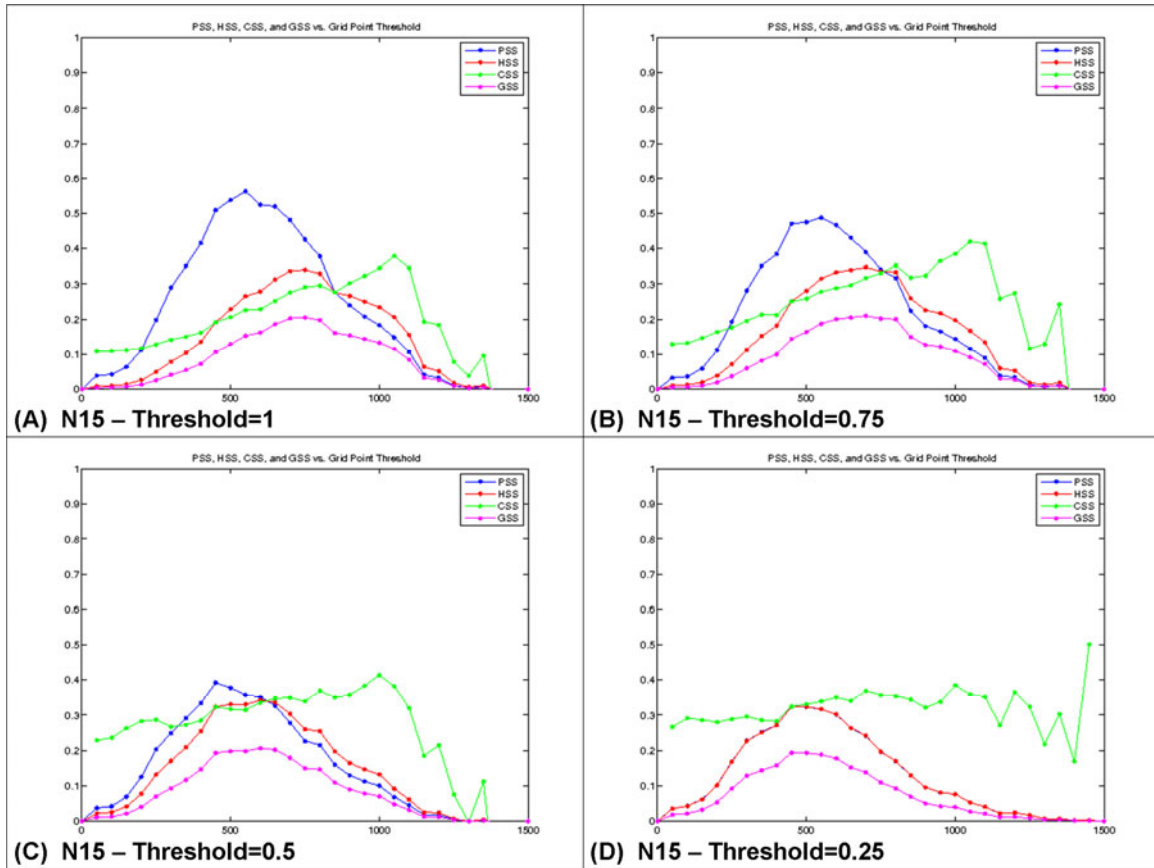 PSS, HSS, CSS, and GSS vs. Grid Point Threshold
1
0.9
0.8
0.7
0.6
0.5
0.4
0.3
0.2
0.1
0
0 500 1000 1500
PSS
HSS
CSS
GSS
(A) N15 – Threshold=1
PSS, HSS, CSS, and GSS vs. Grid Point Threshold
1
0.9
0.8
0.7
0.6
0.5
0.4
0.3
0.2
0.1
0
0 500 1000 1500
PSS
HSS
CSS
GSS
(B) N15 – Threshold=0.75
PSS, HSS, CSS, and GSS vs. Grid Point Threshold
1
0.9
0.8
0.7
0.6
0.5
0.4
0.3
0.2
0.1
0
0 500 1000 1500
PSS
HSS
CSS
GSS
(C) N15 – Threshold=0.5
PSS, HSS, CSS, and GSS vs. Grid Point Threshold
1
0.9
0.8
0.7
0.6
0.5
0.4
0.3
0.2
0.1
0
0 500 1000 1500
PSS
HSS
CSS
GSS
(D) N15 – Threshold=0.25